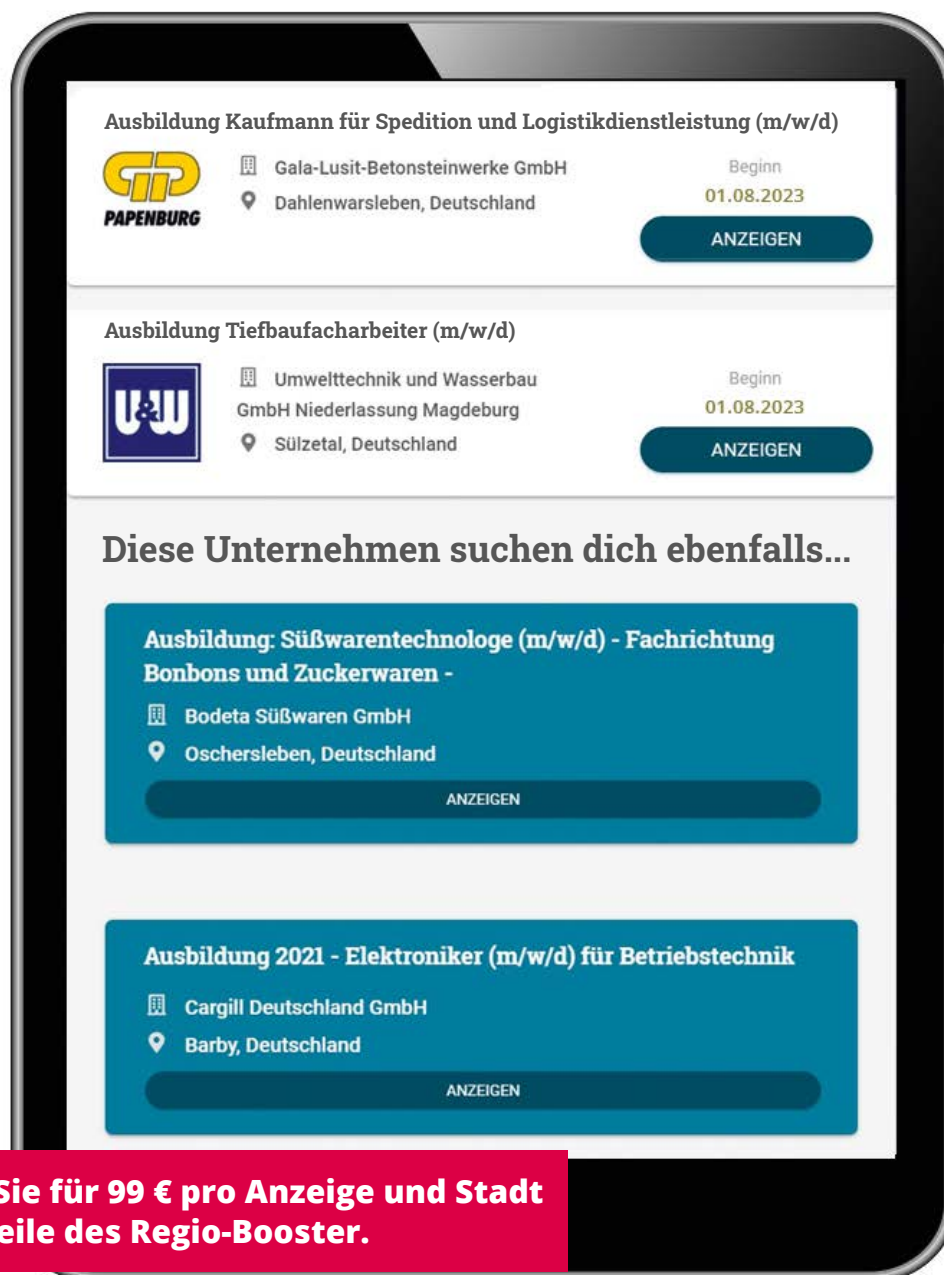 Ausbildung Kaufmann für Spedition und Logistikdienstleistung (m/w/d)
GP
PAPENBURG
Gala-Lusit-Betonsteinwerke GmbH
Dahlenwarsleben, Deutschland
Beginn
01.08.2023
ANZEIGEN
Ausbildung Tiefbaufacharbeiter (m/w/d)
U&W
Umwelttechnik und Wasserbau
GmbH Niederlassung Magdeburg
Sülzetal, Deutschland
Beginn
01.08.2023
ANZEIGEN
Diese Unternehmen suchen dich ebenfalls...
Ausbildung: Süßwarentechnologe (m/w/d) - Fachrichtung
Bonbons und Zuckerwaren -
Bodeta Süßwaren GmbH
Oschersleben, Deutschland
ANZEIGEN
Ausbildung 2021 - Elektroniker (m/w/d) für Betriebstechnik
Cargill Deutschland GmbH
Barby, Deutschland
ANZEIGEN
Sie für 99 € pro Anzeige und Stadt
eile des Regio-Booster.